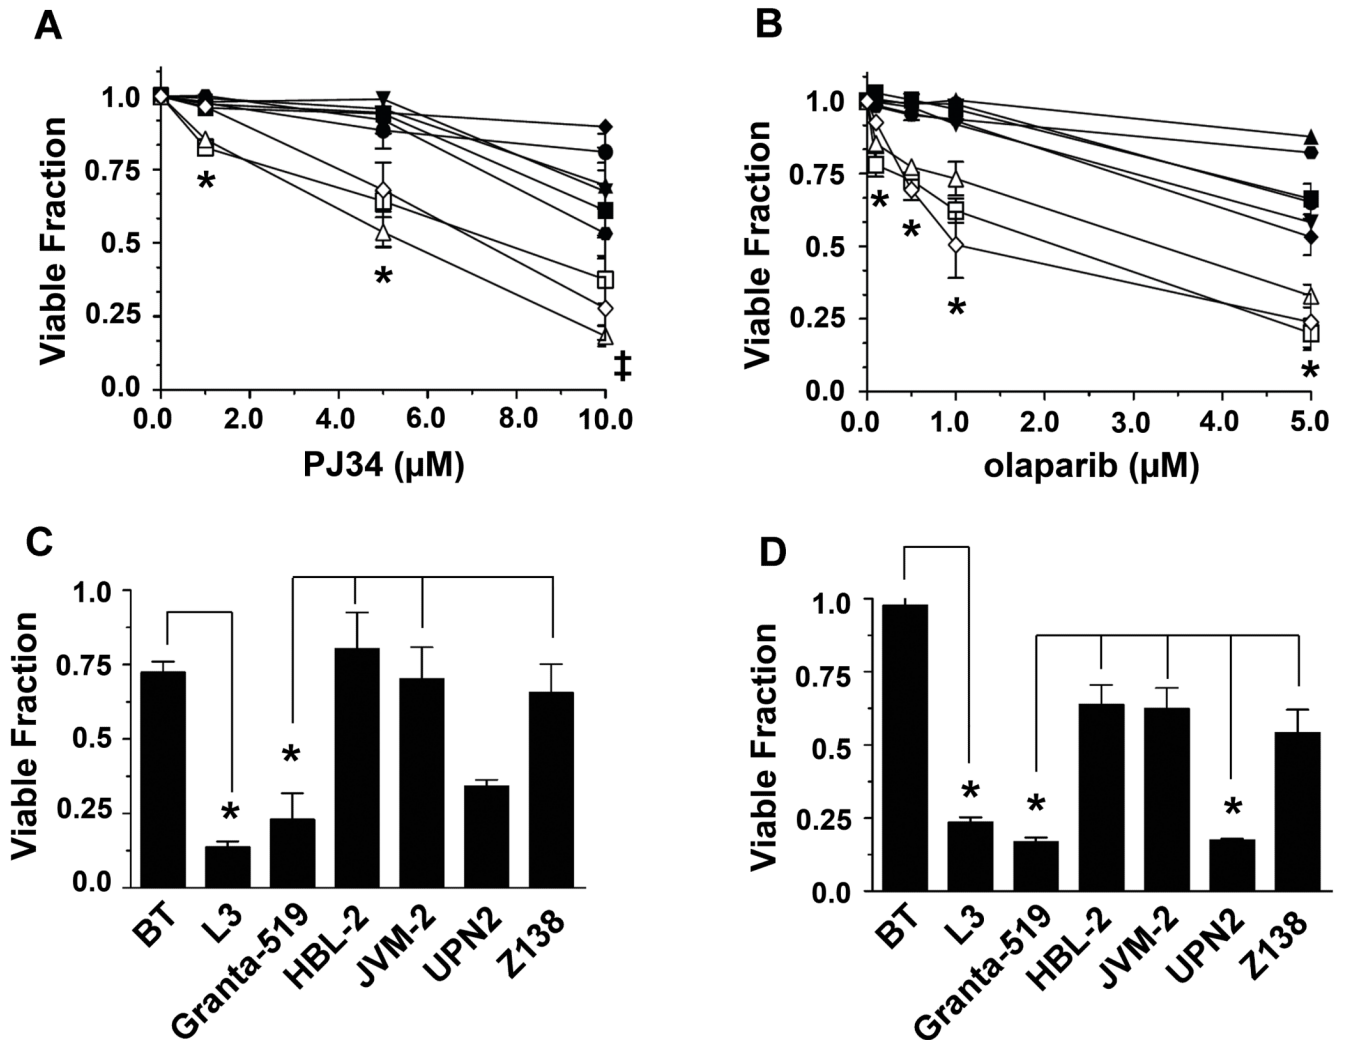 A
Viable Fraction
1.0
0.75
0.5
0.25
0.0
*
*
‡
0.0 2.0 4.0 6.0 8.0 10.0
PJ34 (µM)
B
Viable Fraction
1.0
0.75
0.5
0.25
0.0
*
*
*
*
0.0 1.0 2.0 3.0 4.0 5.0
olaparib (µM)
C
Viable Fraction
1.0
0.75
0.5
0.25
0.0
*
*
BT L3 Granta-519 HBL-2 JVM-2 UPN2 Z138
D
Viable Fraction
1.0
0.75
0.5
0.25
0.0
*
*
*
BT L3 Granta-519 HBL-2 JVM-2 UPN2 Z138